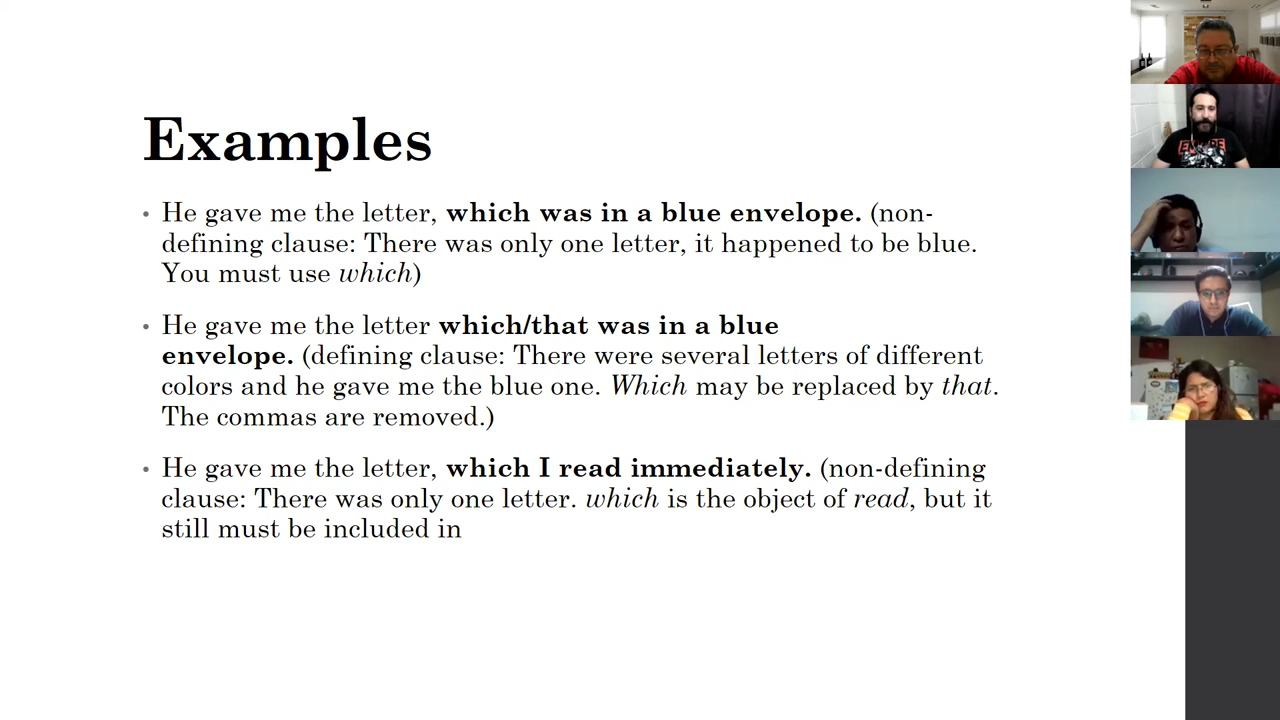 Examples
• He gave me the letter, which was in a blue envelope. (non-
defining clause: There was only one letter, it happened to be blue.
You must use which)
• He gave me the letter which/that was in a blue
envelope. (defining clause: There were several letters of different
colors and he gave me the blue one. Which may be replaced by that.
The commas are removed.)
• He gave me the letter, which I read immediately. (non-defining
clause: There was only one letter. which is the object of read, but it
still must be included in